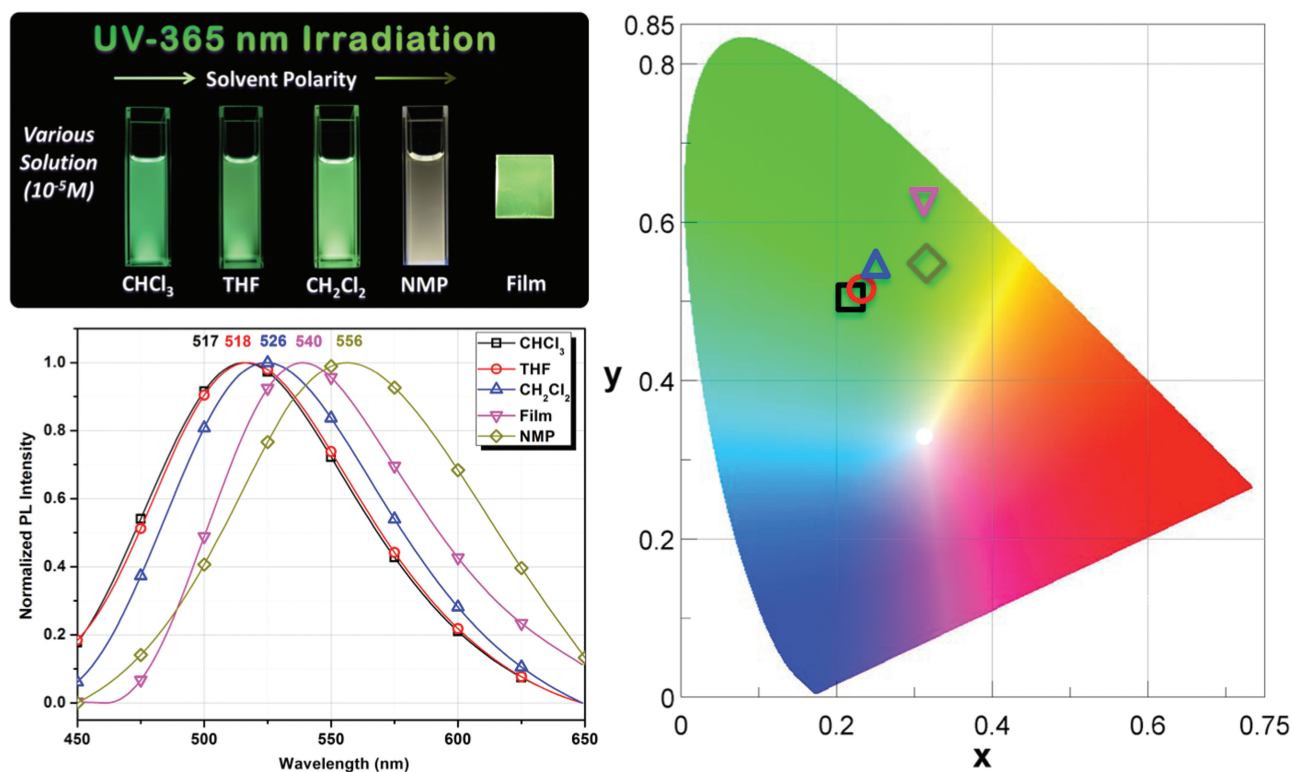 UV-365 nm Irradiation
Solvent Polarity
Various
Solution
(10⁻⁵M)
CHCl₃
THF
CH₂Cl₂
NMP
Film
517 518 526 540 556
CHCl₃
THF
CH₂Cl₂
Film
NMP
1.0
0.8
0.6
0.4
0.2
0.0
Normalized PL Intensity
450 500 550 600 650
Wavelength (nm)
0.85
0.8
0.6
y
0.4
0.2
0
0 0.2 0.4 0.6 0.75
x